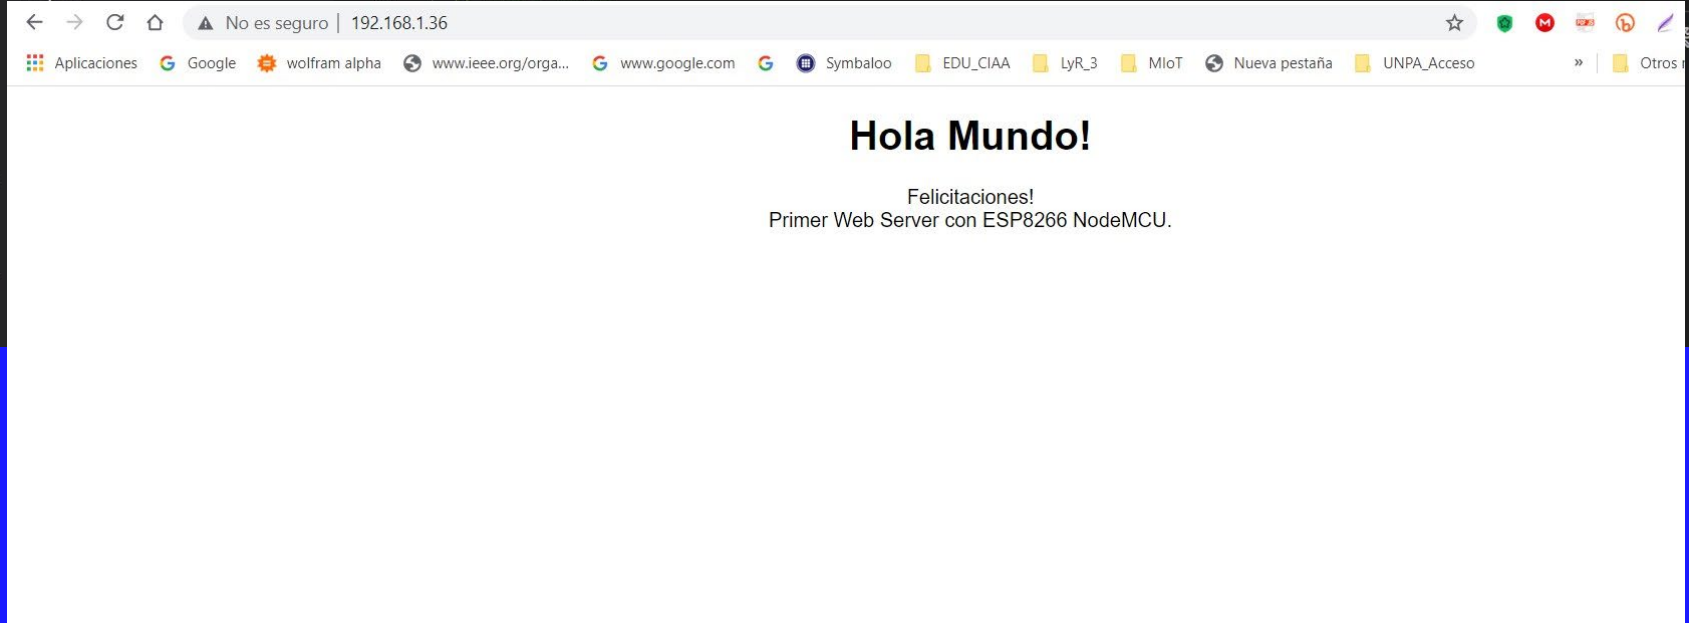 No es seguro | 192.168.1.36
Aplicaciones Google wolfram alpha www.ieee.org/orga... www.google.com Symbaloo EDU_CIAA LyR_3 MIoT Nueva pestaña UNPA_Acceso » Otros
Hola Mundo!
Felicitaciones!
Primer Web Server con ESP8266 NodeMCU.